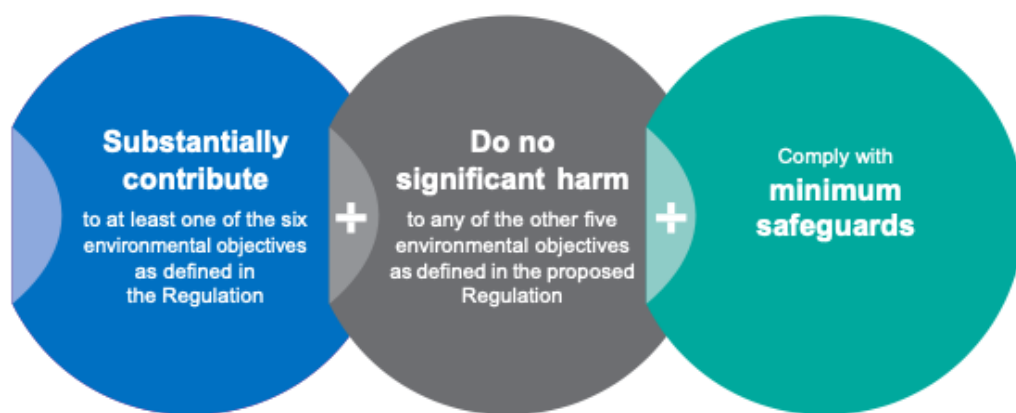 Substantially
contribute
to at least one of the six
environmental objectives
as defined in
the Regulation
+
Do no
significant harm
to any of the other five
environmental objectives
as defined in the proposed
Regulation
+
Comply with
minimum
safeguards